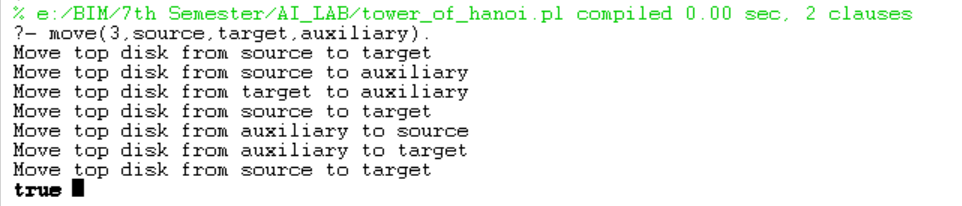 % e:/BIM/7th Semester/AI_LAB/tower_of_hanoi.pl compiled 0.00 sec, 2 clauses
?- move(3,source,target,auxiliary).
Move top disk from source to target
Move top disk from source to auxiliary
Move top disk from target to auxiliary
Move top disk from source to target
Move top disk from auxiliary to source
Move top disk from auxiliary to target
Move top disk from source to target
true